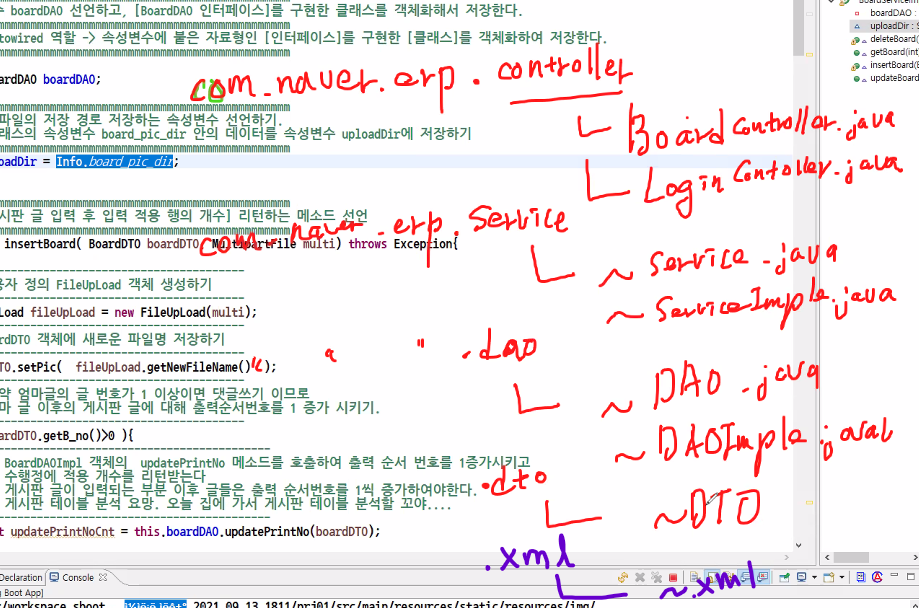 boardDAO 선언하고, [BoardDAO 인터페이스]를 구현한 클래스를 객체화해서 저장한다.
towired 역할 -> 속성변수에 붙은 자료형인 [인터페이스]를 구현한 [클래스]를 객체화하여 저장한다.
ardDAO boardDAO;
com.naver.erp.controller
BoardController.java
LoginContoller.java
파일의 저장 경로 저장하는 속성변수 선언하기.
래스의 속성변수 board_pic_dir 안의 데이터를 속성변수 uploadDir에 저장하기
oadDir = Info.board_pic_dir;
시판 글 입력 후 입력 적용 행의 개수] 리턴하는 메소드 선언
com.naver.erp.Service
insertBoard( BoardDTO boardDTO, MultipartFile multi) throws Exception{
~ Service.java
~ ServiceImple.java
용자 정의 FileUpLoad 객체 생성하기
Load fileUpLoad = new FileUpLoad(multi);
ardDTO 객체에 새로운 파일명 저장하기
" .dao
TO.setPic( fileUpLoad.getNewFileName() );
~ DAO.java
~ DAOImple.java
약 엄마글의 글 번호가 1 이상이면 댓글쓰기 이므로
마 글 이후의 게시판 글에 대해 출력순서번호를 1 증가 시키기.
ardDTO.getB_no()>0 ){
BoardDAOImpl 객체의 updatePrintNo 메소드를 호출하여 출력 순서 번호를 1증가시키고
수행정에 적용 개수를 리턴받는다
게시판 글이 입력되는 부분 이후 글들은 출력 순서번호를 1씩 증가하여야한다.
게시판 테이블 분석 요망. 오늘 집에 가서 게시판 테이블 분석할 꼬야....
.dto
~DTO
t updatePrintNoCnt = this.boardDAO.updatePrintNo(boardDTO);
.xml
~.xml
boardDAO :
uploadDir : S
deleteBoard(
getBoard(int)
insertBoard(B
updateBoard
Declaration
Console
g Boot App]
2021_09_13_1811/prj01/src/main/resources/static/resources/img/